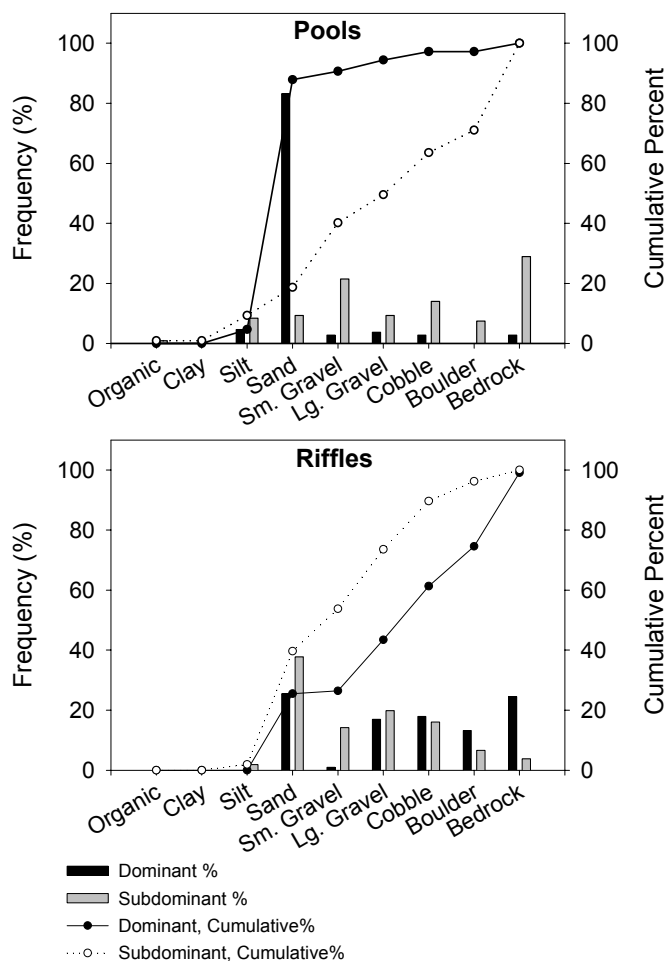 Pools
100
80
60
40
20
0
Frequency (%)
100
80
60
40
20
0
Cumulative Percent
Organic
Clay
Silt
Sand
Sm. Gravel
Lg. Gravel
Cobble
Boulder
Bedrock
Riffles
100
80
60
40
20
0
Frequency (%)
100
80
60
40
20
0
Cumulative Percent
Organic
Clay
Silt
Sand
Sm. Gravel
Lg. Gravel
Cobble
Boulder
Bedrock
Dominant %
Subdominant %
Dominant, Cumulative%
Subdominant, Cumulative%